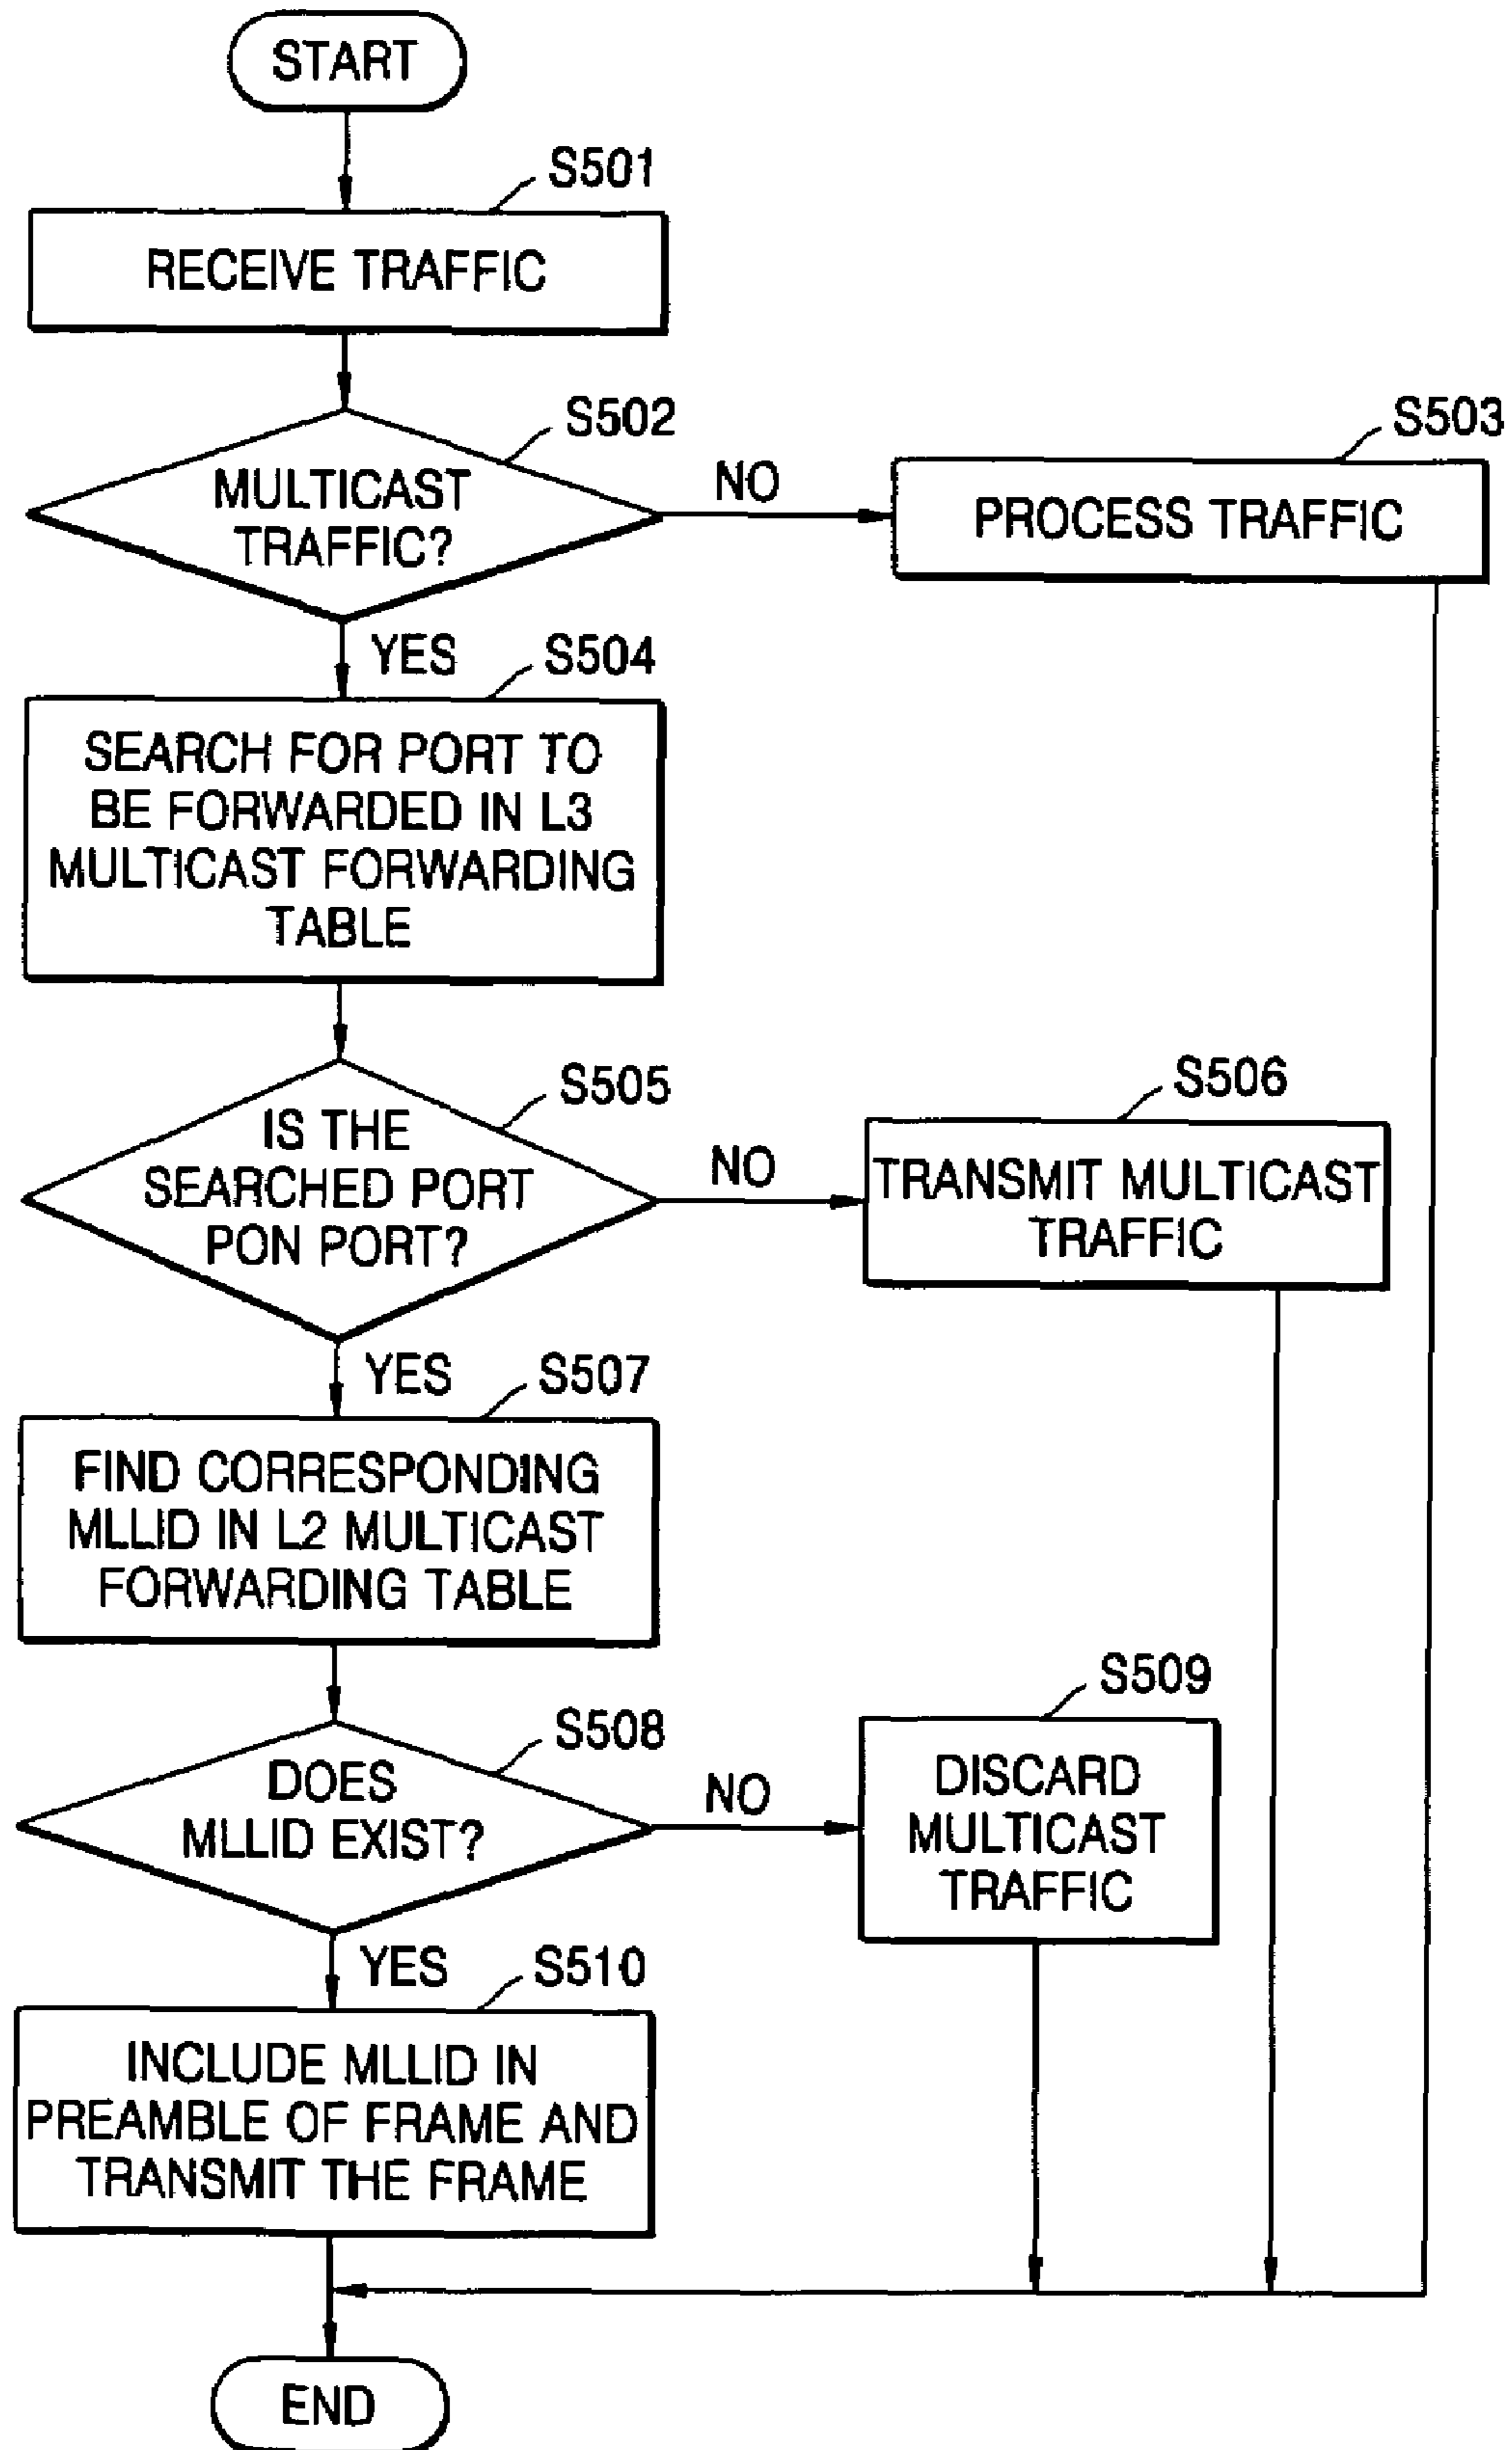 START
S501
RECEIVE TRAFFIC
S502
MULTICAST
TRAFFIC?
NO
S503
PROCESS TRAFFIC
YES
S504
SEARCH FOR PORT TO
BE FORWARDED IN L3
MULTICAST FORWARDING
TABLE
S505
IS THE
SEARCHED PORT
PON PORT?
NO
S506
TRANSMIT MULTICAST
TRAFFIC
YES
S507
FIND CORRESPONDING
MLLID IN L2 MULTICAST
FORWARDING TABLE
S508
DOES
MLLID EXIST?
NO
S509
DISCARD
MULTICAST
TRAFFIC
YES
S510
INCLUDE MLLID IN
PREAMBLE OF FRAME AND
TRANSMIT THE FRAME
END